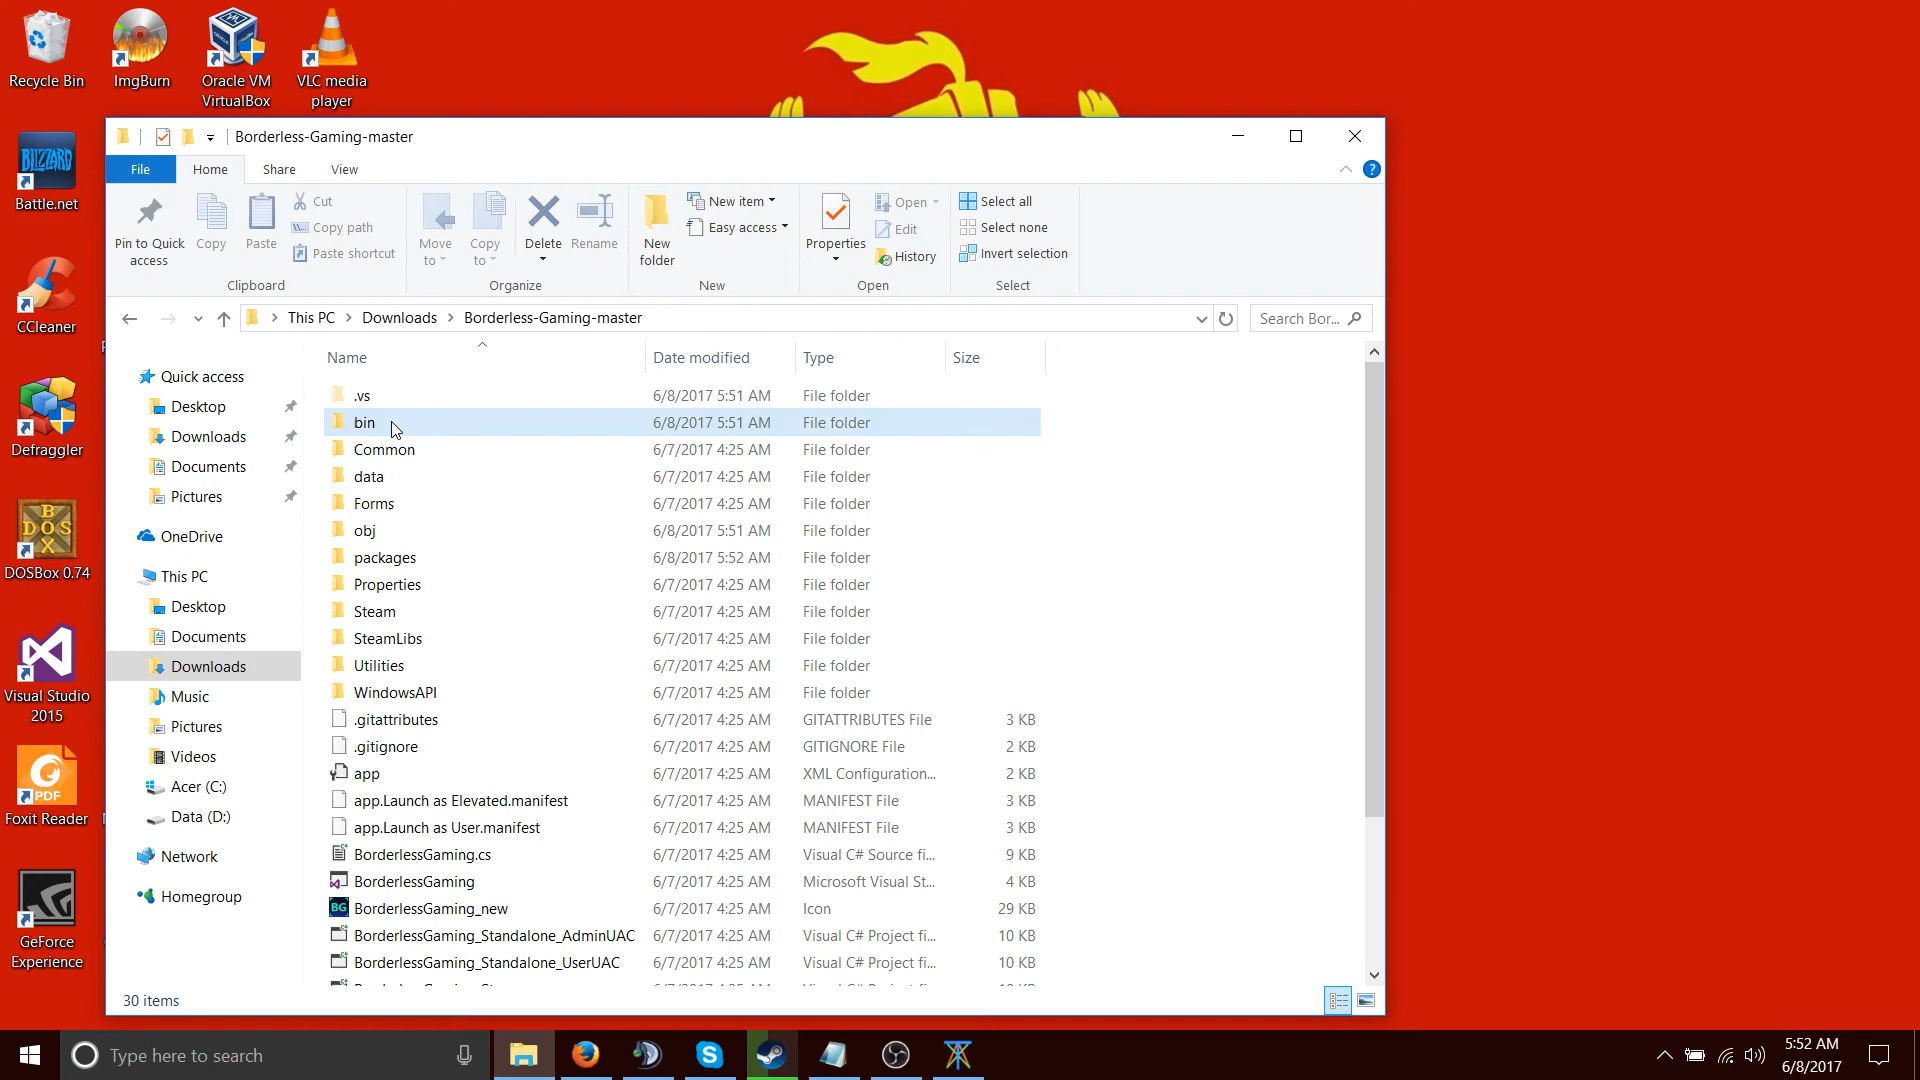 Recycle Bin
ImgBurn
Oracle VM
VirtualBox
VLC media
player
BLIZZARD
Battle.net
CCleaner
Defraggler
DOSBox 0.74
Visual Studio
2015
PDF
Foxit Reader
GeForce
Experience
Borderless-Gaming-master
File
Home
Share
View
Pin to Quick
access
Copy
Paste
Cut
Copy path
Paste shortcut
Clipboard
Move
to
Copy
to
Delete
Rename
Organize
New
folder
New item
Easy access
New
Properties
Open
Edit
History
Open
Select all
Select none
Invert selection
Select
This PC > Downloads > Borderless-Gaming-master
Search Bor...
Quick access
Desktop
Downloads
Documents
Pictures
OneDrive
This PC
Desktop
Documents
Downloads
Music
Pictures
Videos
Acer (C:)
Data (D:)
Network
Homegroup
Name Date modified Type Size
.vs 6/8/2017 5:51 AM File folder
bin 6/8/2017 5:51 AM File folder
Common 6/7/2017 4:25 AM File folder
data 6/7/2017 4:25 AM File folder
Forms 6/7/2017 4:25 AM File folder
obj 6/8/2017 5:51 AM File folder
packages 6/8/2017 5:52 AM File folder
Properties 6/7/2017 4:25 AM File folder
Steam 6/7/2017 4:25 AM File folder
SteamLibs 6/7/2017 4:25 AM File folder
Utilities 6/7/2017 4:25 AM File folder
WindowsAPI 6/7/2017 4:25 AM File folder
.gitattributes 6/7/2017 4:25 AM GITATTRIBUTES File 3 KB
.gitignore 6/7/2017 4:25 AM GITIGNORE File 2 KB
app 6/7/2017 4:25 AM XML Configuration... 2 KB
app.Launch as Elevated.manifest 6/7/2017 4:25 AM MANIFEST File 3 KB
app.Launch as User.manifest 6/7/2017 4:25 AM MANIFEST File 3 KB
BorderlessGaming.cs 6/7/2017 4:25 AM Visual C# Source fi... 9 KB
BorderlessGaming 6/7/2017 4:25 AM Microsoft Visual St... 4 KB
BG BorderlessGaming_new 6/7/2017 4:25 AM Icon 29 KB
BorderlessGaming_Standalone_AdminUAC 6/7/2017 4:25 AM Visual C# Project fi... 10 KB
BorderlessGaming_Standalone_UserUAC 6/7/2017 4:25 AM Visual C# Project fi... 10 KB
30 items
Type here to search
5:52 AM
6/8/2017